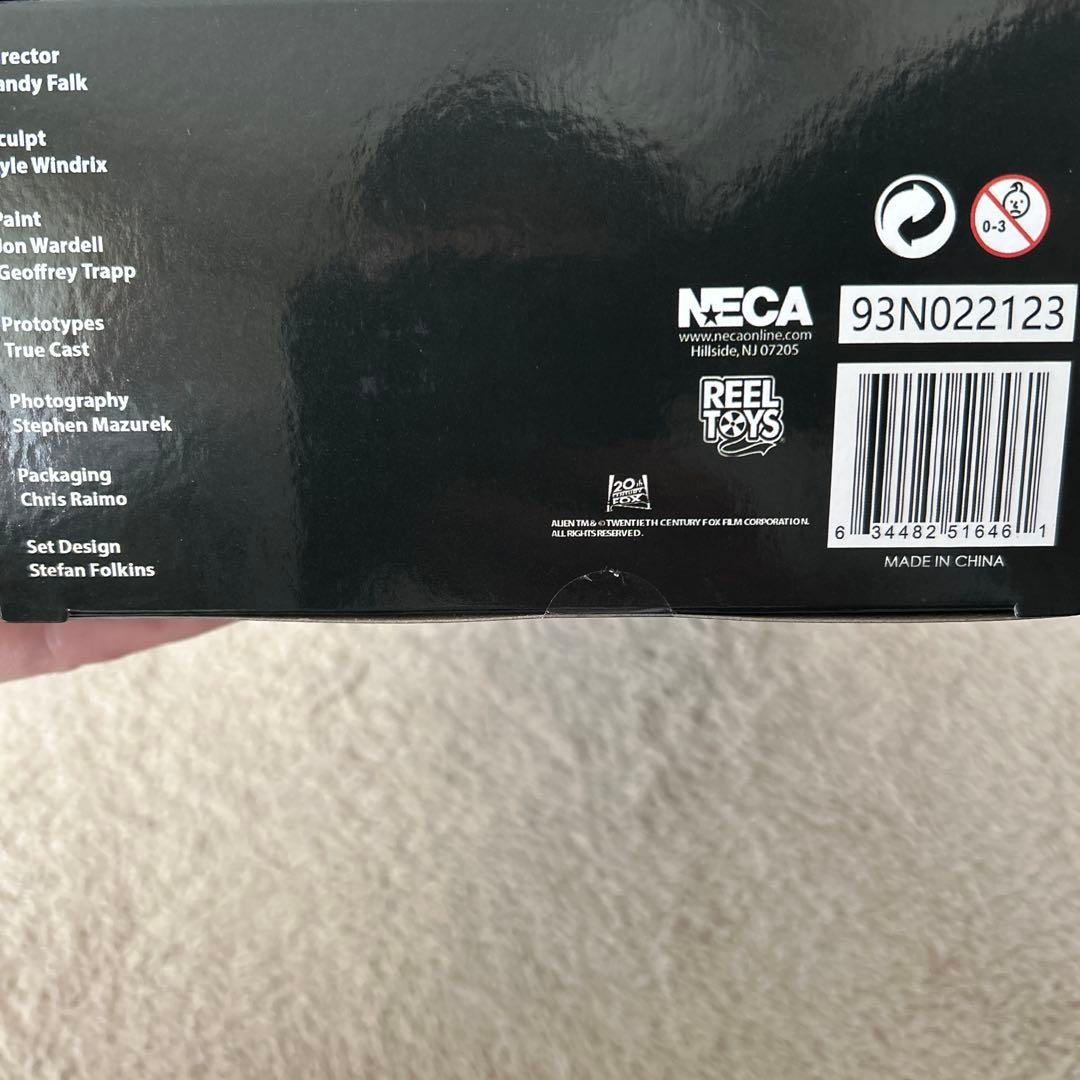 rector
andy Falk
culpt
yle Windrix
Paint
Jon Wardell
Geoffrey Trapp
Prototypes
True Cast
Photography
Stephen Mazurek
Packaging
Chris Raimo
Set Design
Stefan Folkins
0-3
NECA
www.necaonline.com
Hillside, NJ 07205
93N022123
REEL
TOYS
20th
CENTURY
FOX
ALIEN TM & © TWENTIETH CENTURY FOX FILM CORPORATION.
ALL RIGHTS RESERVED.
6 34482 51646 1
MADE IN CHINA